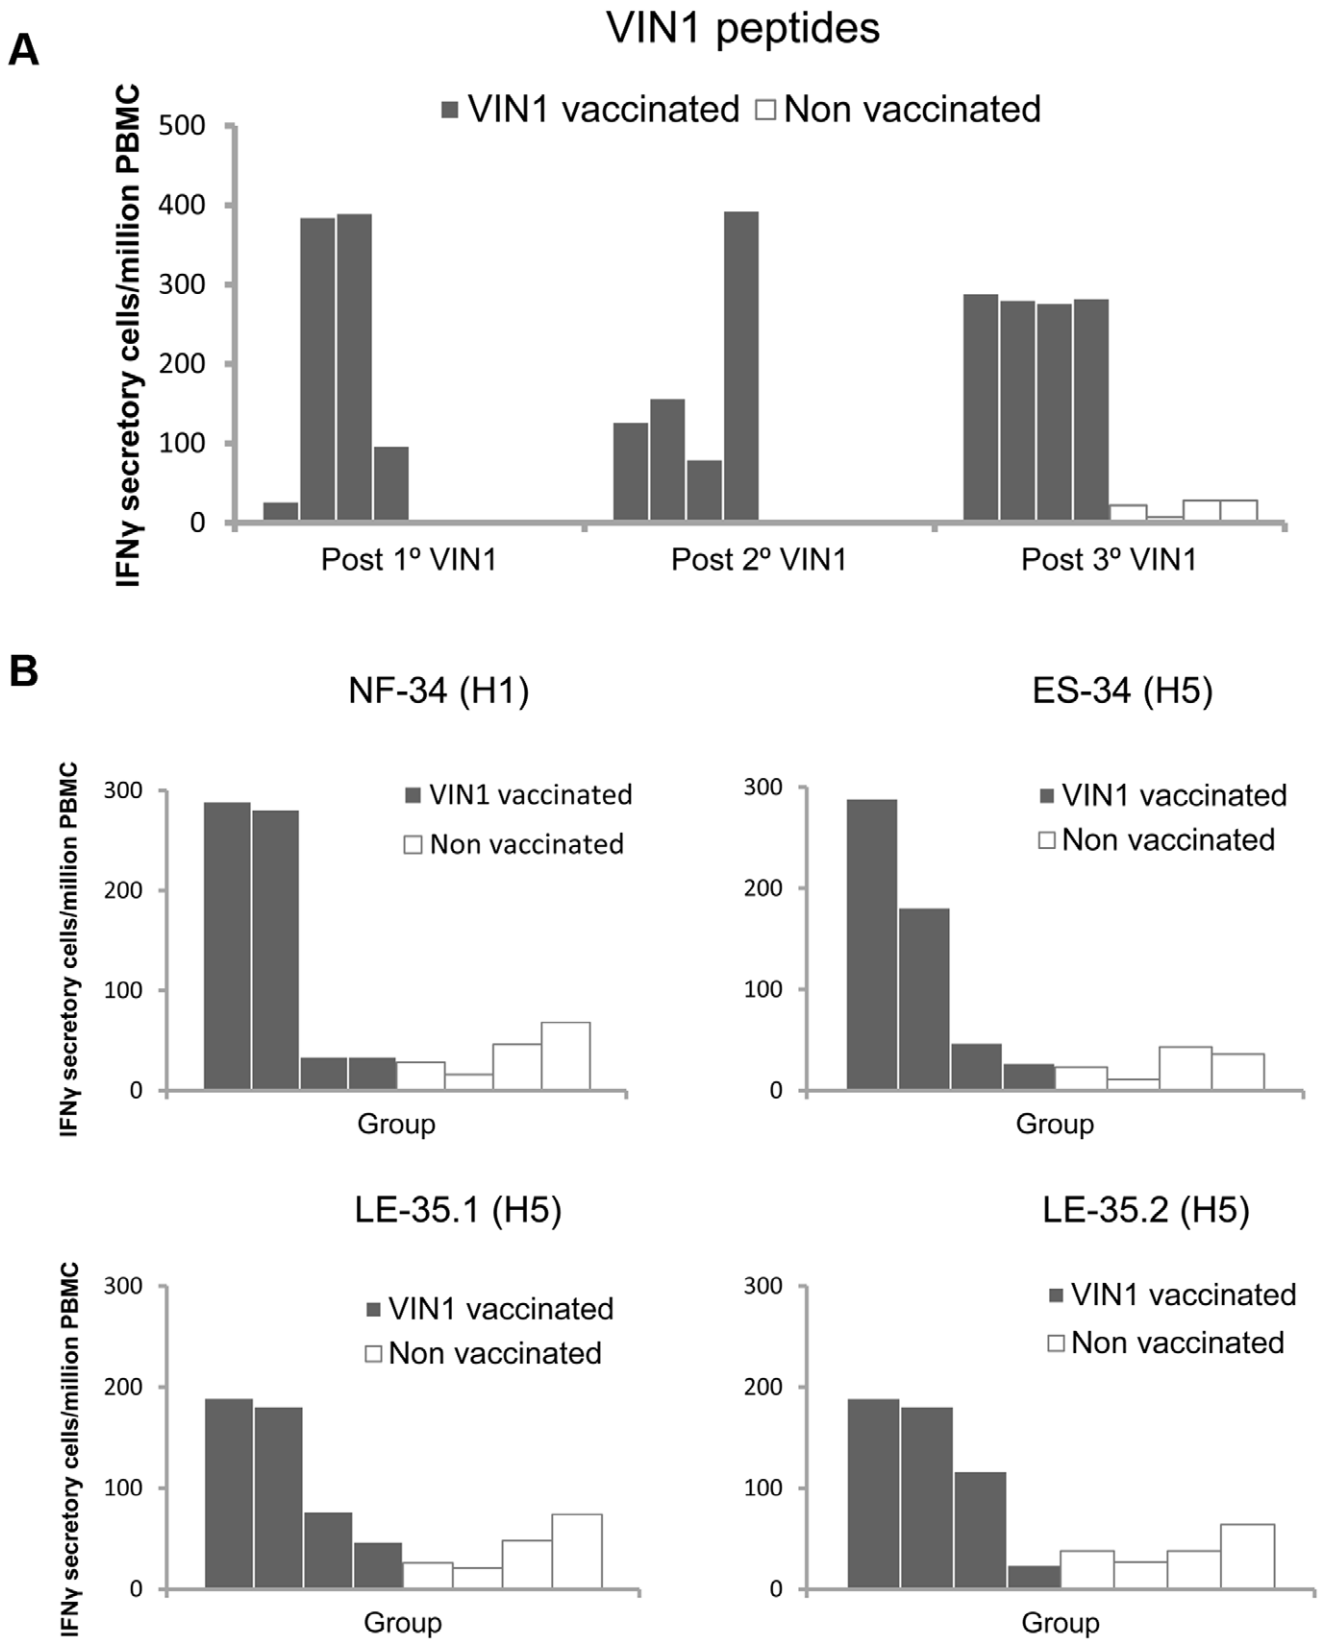 A
VIN1 peptides
VIN1 vaccinated
Non vaccinated
IFNγ secretory cells/million PBMC
500
400
300
200
100
0
Post 1º VIN1
Post 2º VIN1
Post 3º VIN1
B
NF-34 (H1)
IFNγ secretory cells/million PBMC
300
200
100
0
VIN1 vaccinated
Non vaccinated
Group
ES-34 (H5)
300
200
100
0
VIN1 vaccinated
Non vaccinated
Group
LE-35.1 (H5)
IFNγ secretory cells/million PBMC
300
200
100
0
VIN1 vaccinated
Non vaccinated
Group
LE-35.2 (H5)
300
200
100
0
VIN1 vaccinated
Non vaccinated
Group